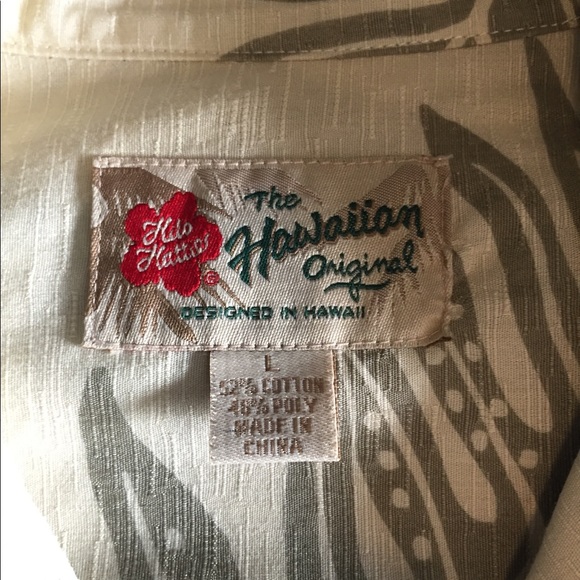 Hilo
Hattie
®
The
Hawaiian
Original
DESIGNED IN HAWAII
L
52% COTTON
48% POLY
MADE IN
CHINA